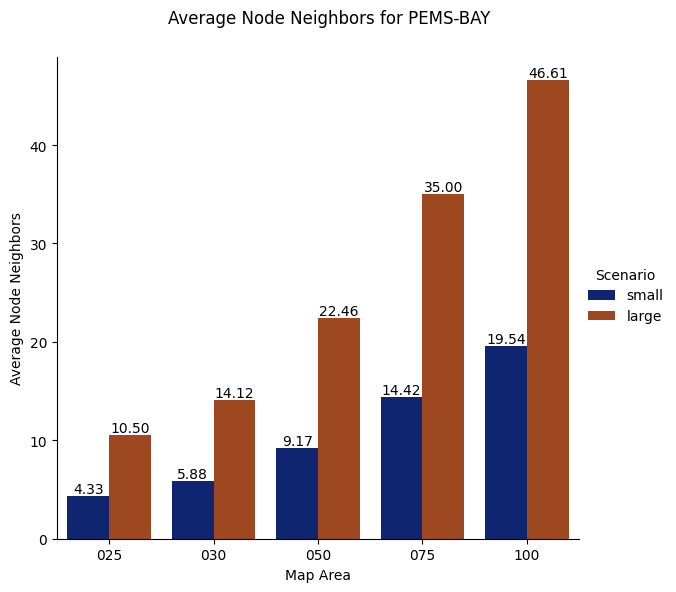 Average Node Neighbors for PEMS-BAY
46.61
40
35.00
30
Scenario
small
large
Average Node Neighbors
22.46
20
19.54
14.42
14.12
10.50
10
9.17
5.88
4.33
0
025 030 050 075 100
Map Area